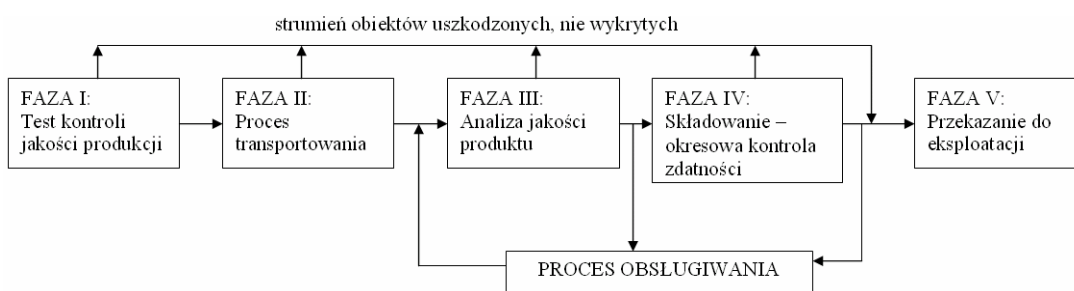 strumień obiektów uszkodzonych, nie wykrytych
FAZA I:
Test kontroli
jakości produkcji
FAZA II:
Proces
transportowania
FAZA III:
Analiza jakości
produktu
FAZA IV:
Składowanie –
okresowa kontrola
zdatności
FAZA V:
Przekazanie do
eksploatacji
PROCES OBSŁUGIWANIA